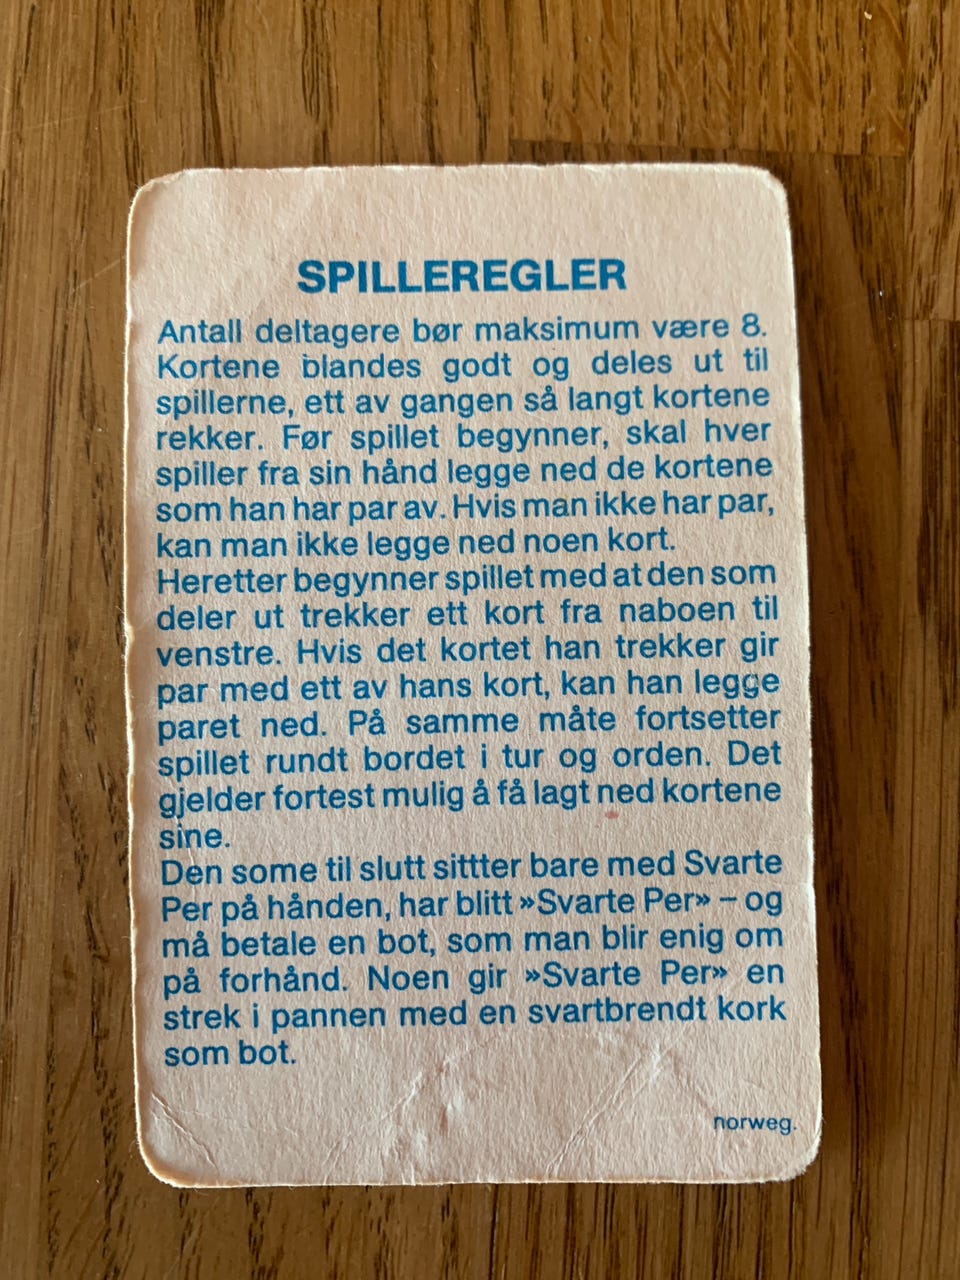 SPILLEREGLER
Antall deltagere bør maksimum være 8.
Kortene blandes godt og deles ut til
spillerne, ett av gangen så langt kortene
rekker. Før spillet begynner, skal hver
spiller fra sin hånd legge ned de kortene
som han har par av. Hvis man ikke har par,
kan man ikke legge ned noen kort.
Heretter begynner spillet med at den som
deler ut trekker ett kort fra naboen til
venstre. Hvis det kortet han trekker gir
par med ett av hans kort, kan han legge
paret ned. På samme måte fortsetter
spillet rundt bordet i tur og orden. Det
gjelder fortest mulig å få lagt ned kortene
sine.
Den some til slutt sittter bare med Svarte
Per på hånden, har blitt »Svarte Per» – og
må betale en bot, som man blir enig om
på forhånd. Noen gir »Svarte Per» en
strek i pannen med en svartbrendt kork
som bot.
norweg.